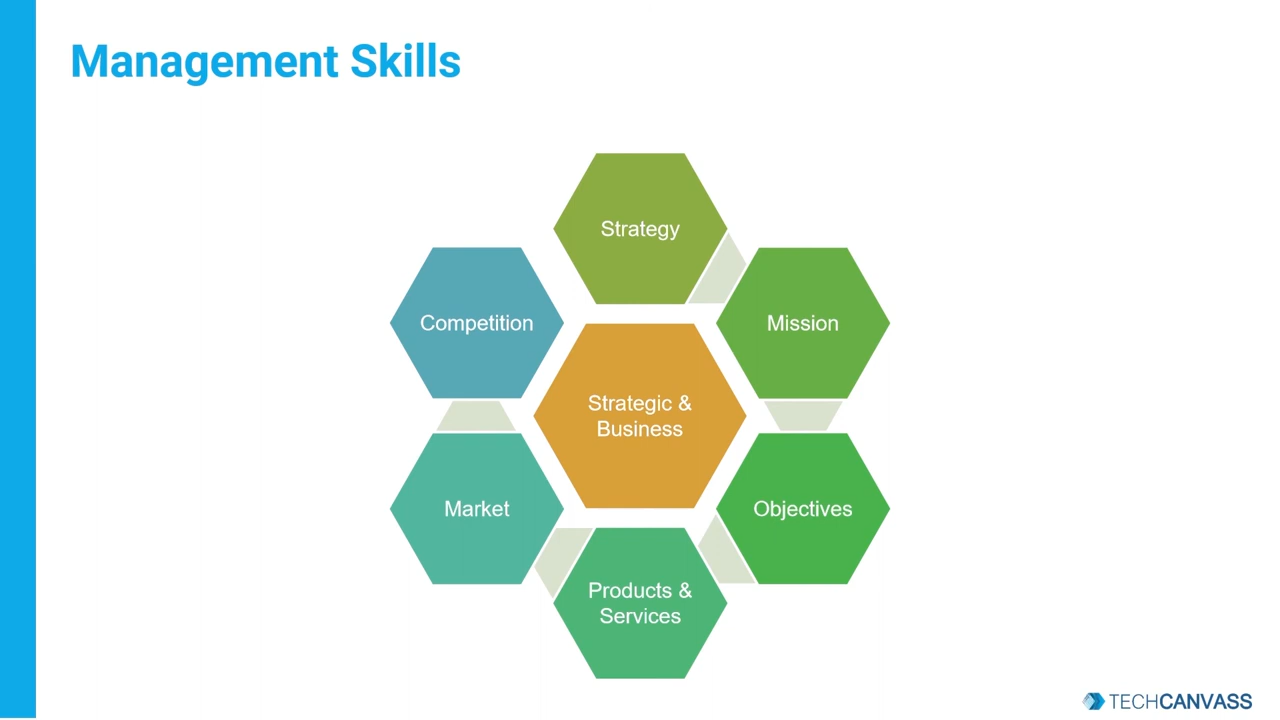 Management Skills
Strategy
Competition
Mission
Strategic &
Business
Market
Objectives
Products &
Services
TECHCANVASS